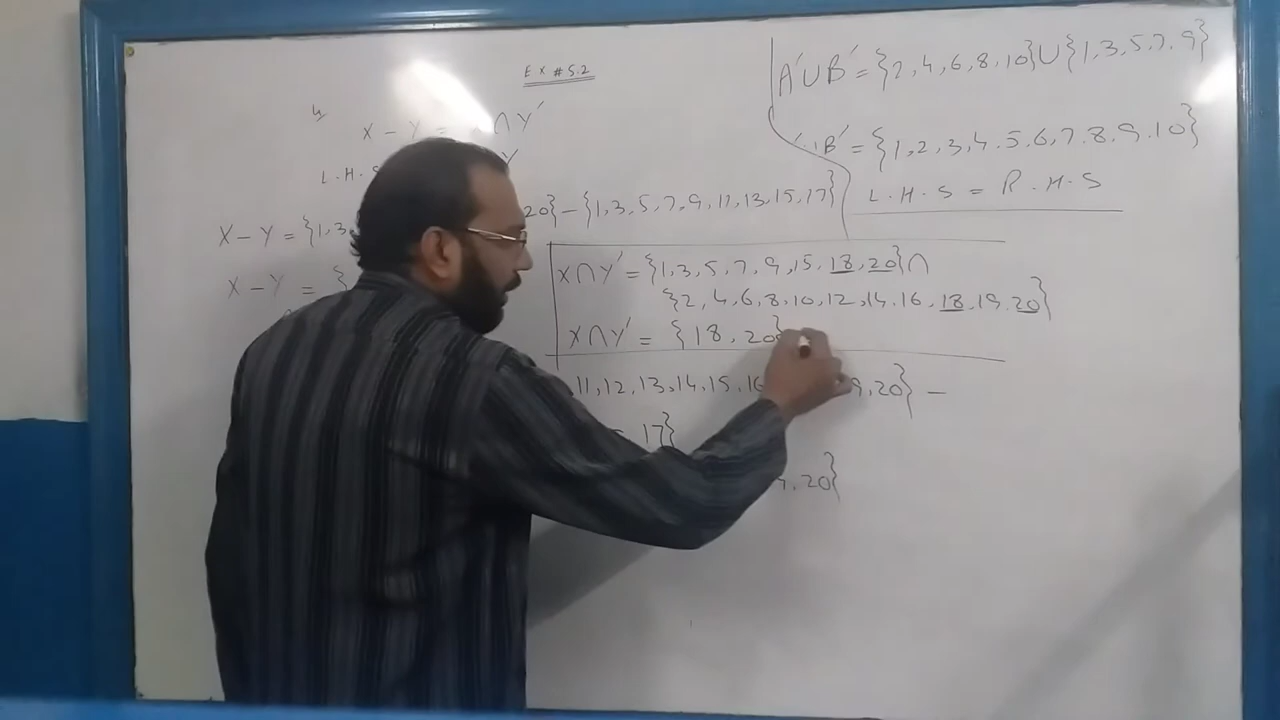 Ex # 5.2
X – Y = ∩ Y′
Y
L.H.S
X – Y = {1,3, 20} – {1,3,5,7,9,11,13,15,17}
X – Y = {
A′∪B′ = {2,4,6,8,10}∪{1,3,5,7,9}
B′ = {1,2,3,4.5.6,7.8.9.10}
L.H.S = R.H.S
X∩Y′ = {1,3,5,7,9,15,18,20}∩
{2,4,6,8,10,12,14,16,18,19,20}
X∩Y′ = {18,20}
11,12,13,14,15,16 9,20} –
17}
,20}